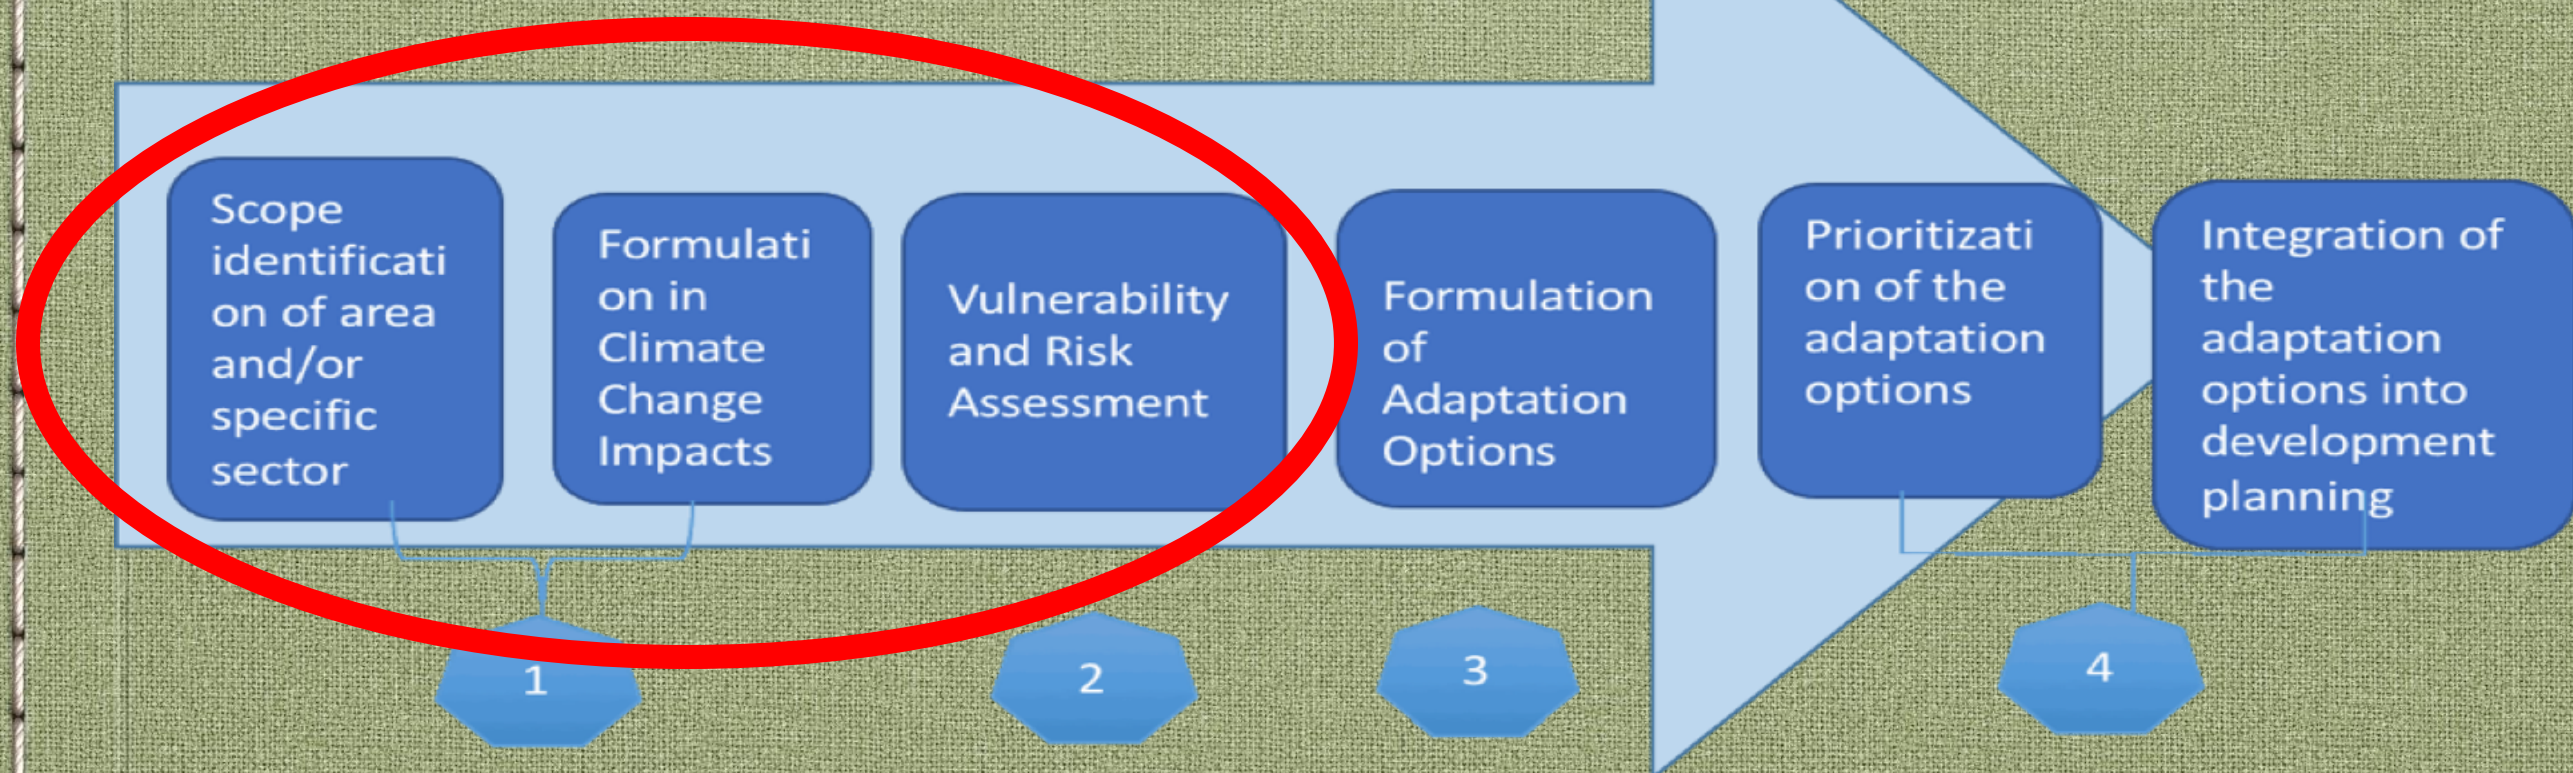 Scope
identificati
on of area
and/or
specific
sector
Formulati
on in
Climate
Change
Impacts
Vulnerability
and Risk
Assessment
Formulation
of
Adaptation
Options
Prioritizati
on of the
adaptation
options
Integration of
the
adaptation
options into
development
planning
1
2
3
4